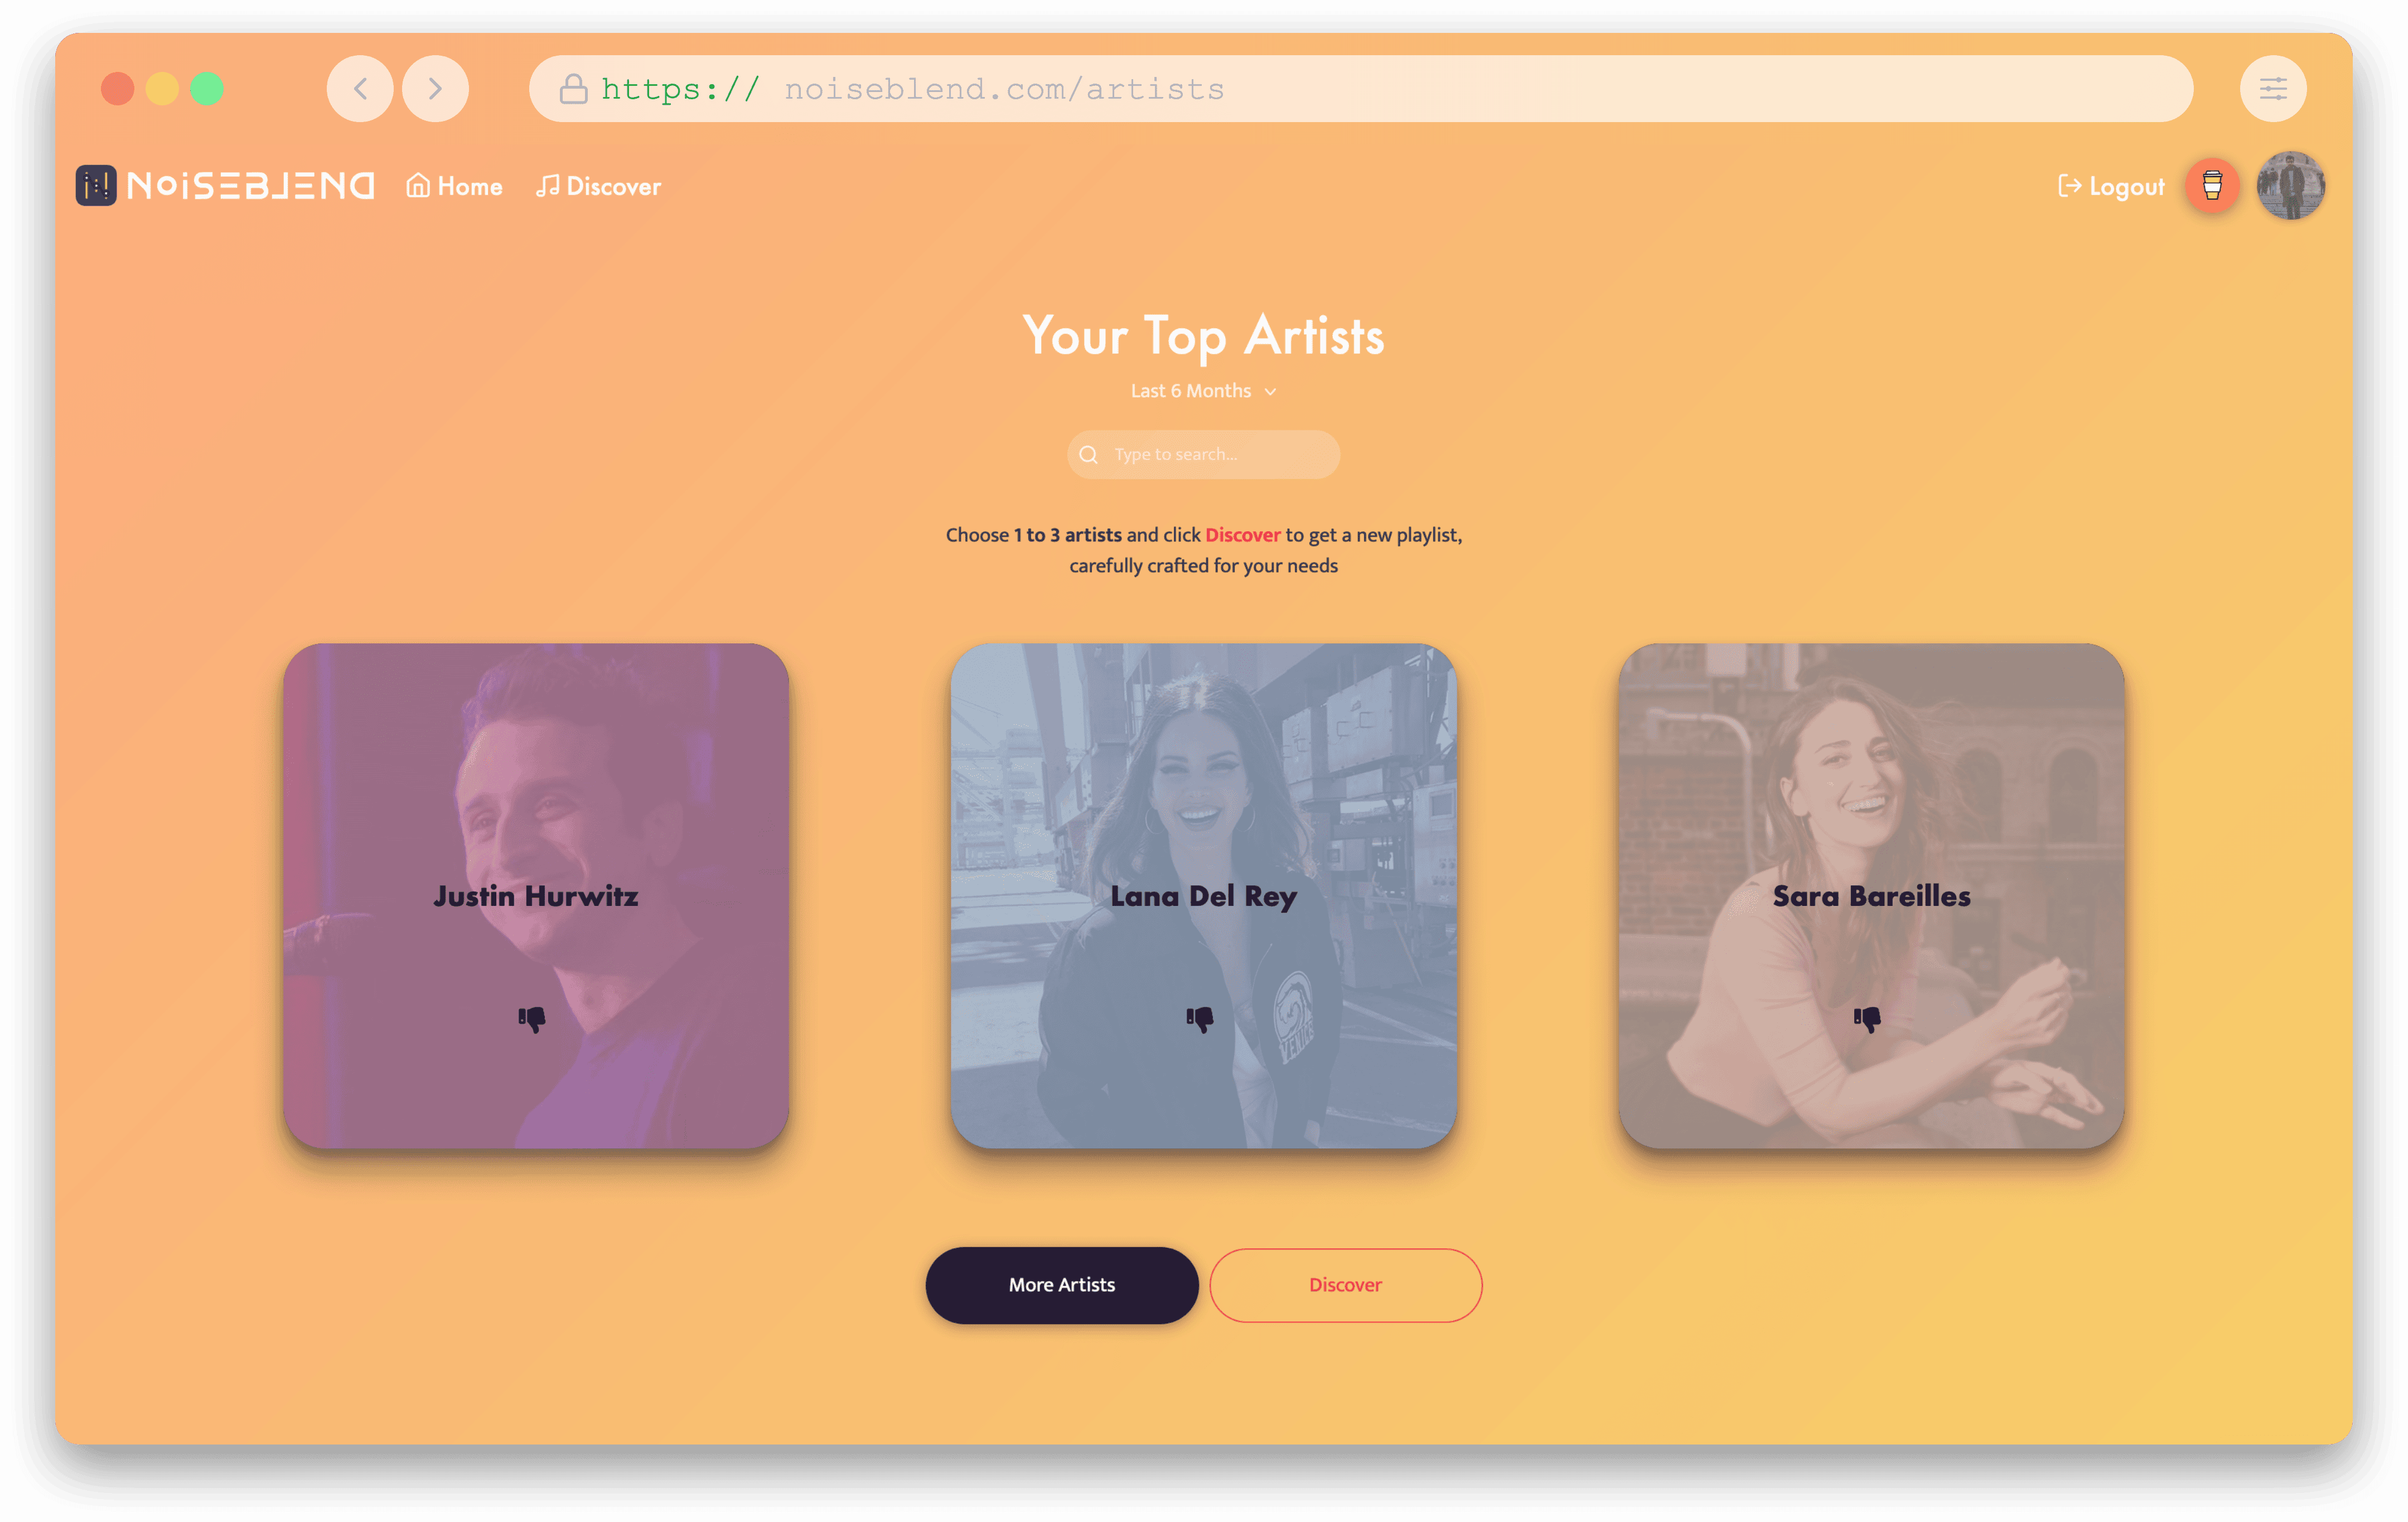 https:// noiseblend.com/artists
NOISEBLEND Home Discover Logout
Your Top Artists
Last 6 Months
Type to search...
Choose 1 to 3 artists and click Discover to get a new playlist,
carefully crafted for your needs
Justin Hurwitz Lana Del Rey Sara Bareilles
VENICE
More Artists Discover